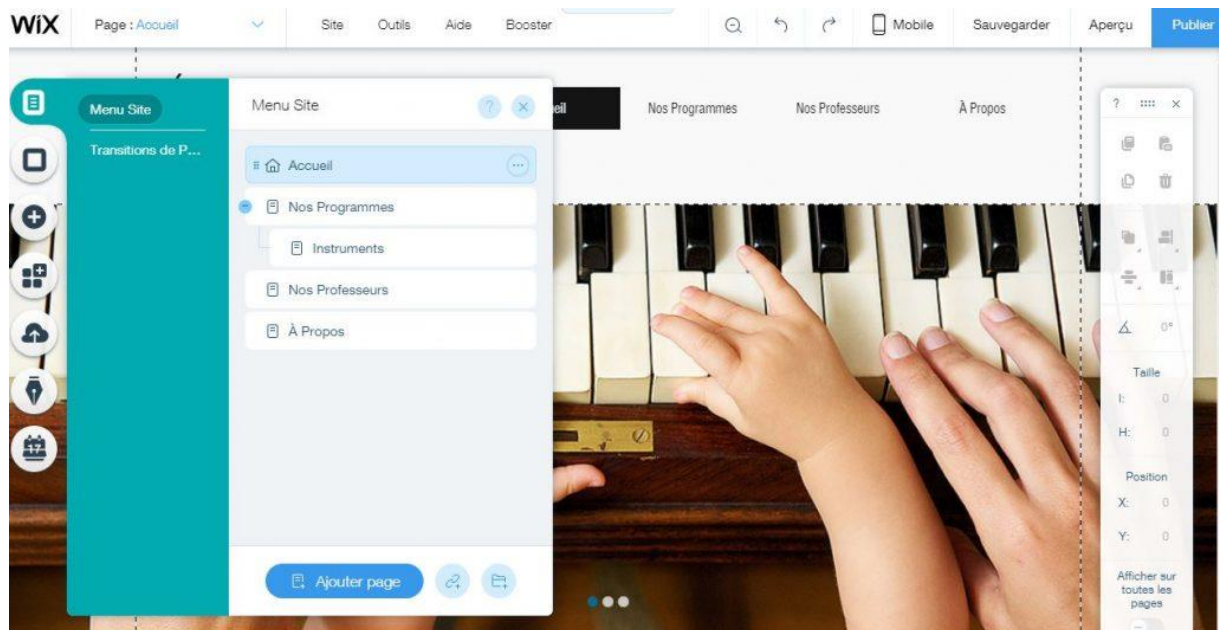 WiX
Page : Accueil
Site
Outils
Aide
Booster
Mobile
Sauvegarder
Aperçu
Publier
Menu Site
Transitions de P...
Menu Site
?
Accueil
Nos Programmes
Instruments
Nos Professeurs
À Propos
Ajouter page
eil
Nos Programmes
Nos Professeurs
À Propos
?
0°
Taille
l:
0
H:
0
Position
X:
0
Y:
0
Afficher sur
toutes les
pages